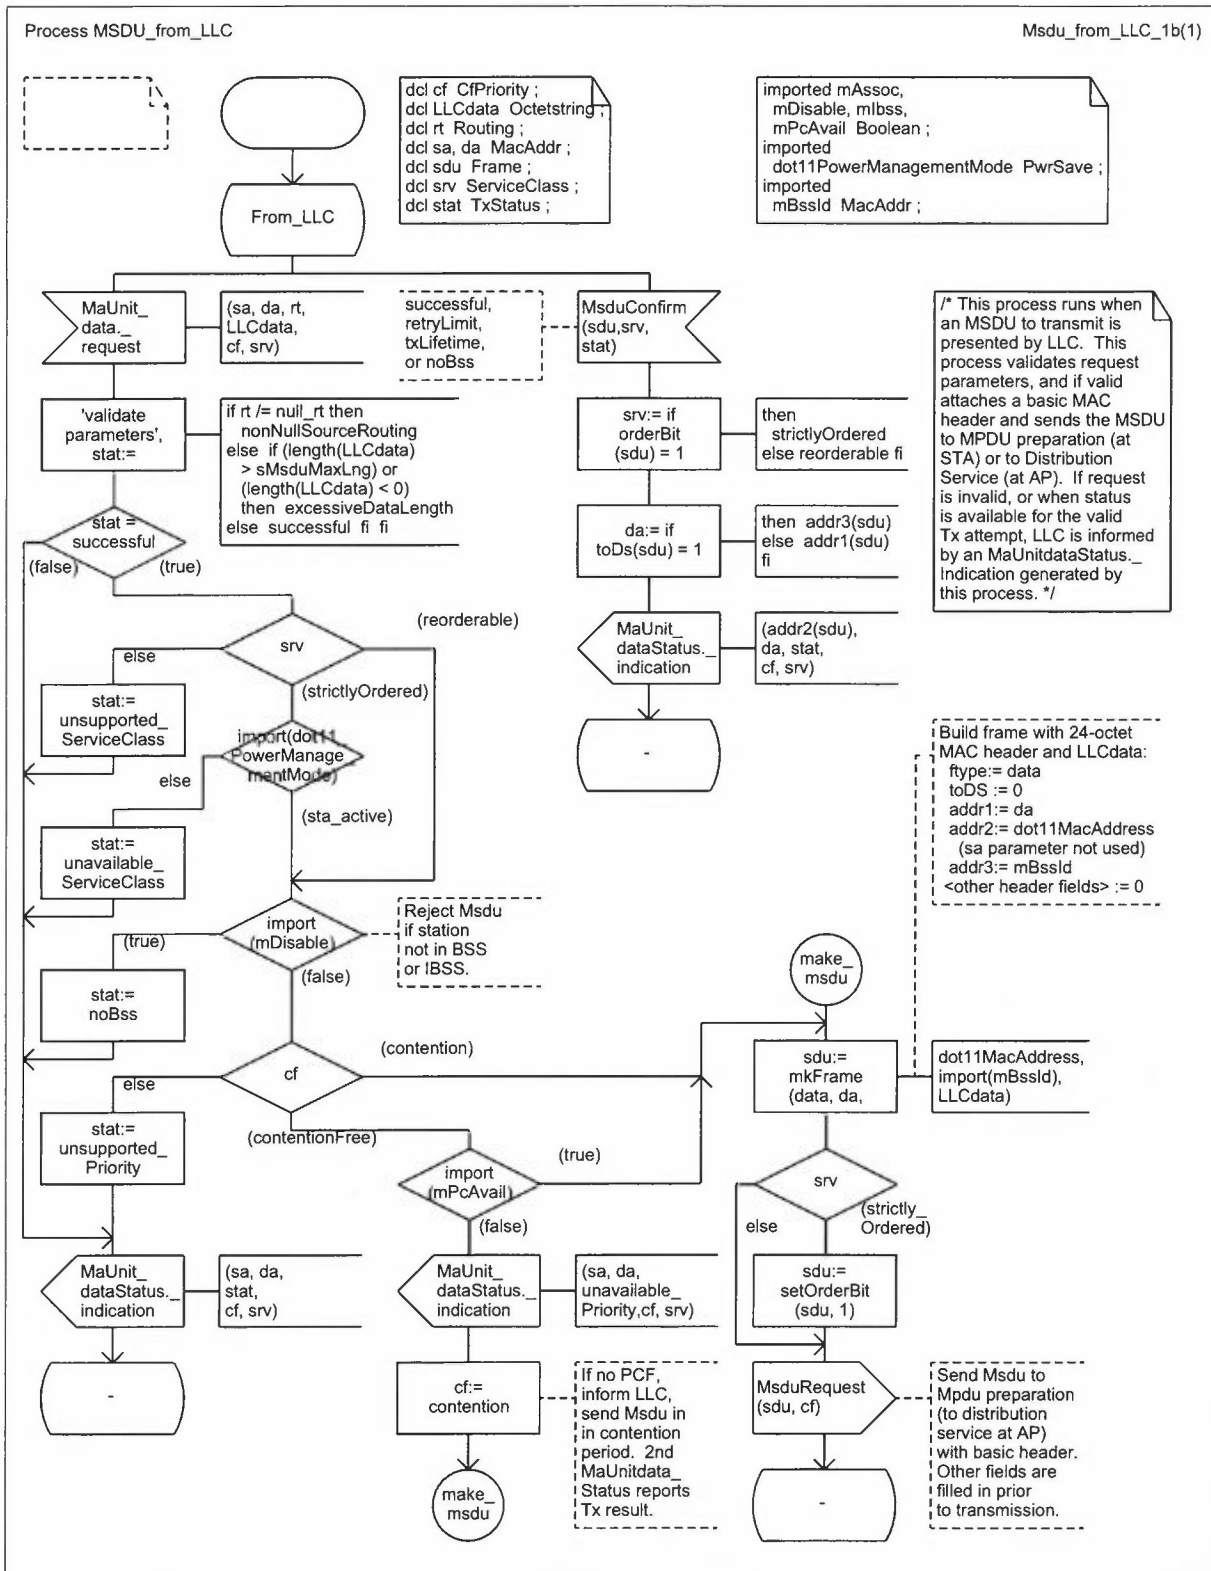 Process MSDU_from_LLC
Msdu_from_LLC_1b(1)
dcl cf CfPriority ;
dcl LLCdata Octetstring ;
dcl rt Routing ;
dcl sa, da MacAddr ;
dcl sdu Frame ;
dcl srv ServiceClass ;
dcl stat TxStatus ;
imported mAssoc,
mDisable, mIbss,
mPcAvail Boolean ;
imported
dot11PowerManagementMode PwrSave ;
imported
mBssId MacAddr ;
From_LLC
MaUnit_
data._
request
(sa, da, rt,
LLCdata,
cf, srv)
successful,
retryLimit,
txLifetime,
or noBss
MsduConfirm
(sdu,srv,
stat)
/* This process runs when
an MSDU to transmit is
presented by LLC. This
process validates request
parameters, and if valid
attaches a basic MAC
header and sends the MSDU
to MPDU preparation (at
STA) or to Distribution
Service (at AP). If request
is invalid, or when status
is available for the valid
Tx attempt, LLC is informed
by an MaUnitdataStatus._
Indication generated by
this process. */
'validate
parameters',
stat:=
if rt /= null_rt then
nonNullSourceRouting
else if (length(LLCdata)
> sMsduMaxLng) or
(length(LLCdata) < 0)
then excessiveDataLength
else successful fi fi
srv:= if
orderBit
(sdu) = 1
then
strictlyOrdered
else reorderable fi
stat =
successful
(false)
(true)
da:= if
toDs(sdu) = 1
then addr3(sdu)
else addr1(sdu)
fi
srv
(reorderable)
else
(strictlyOrdered)
MaUnit_
dataStatus._
indication
(addr2(sdu),
da, stat,
cf, srv)
stat:=
unsupported_
ServiceClass
import(dot11_
PowerManage_
mentMode)
else
(sta_active)
-
Build frame with 24-octet
MAC header and LLCdata:
ftype:= data
toDS := 0
addr1:= da
addr2:= dot11MacAddress
(sa parameter not used)
addr3:= mBssId
<other header fields> := 0
stat:=
unavailable_
ServiceClass
import
(mDisable)
(true)
(false)
Reject Msdu
if station
not in BSS
or IBSS.
make_
msdu
stat:=
noBss
cf
(contention)
else
(contentionFree)
sdu:=
mkFrame
(data, da,
dot11MacAddress,
import(mBssId),
LLCdata)
stat:=
unsupported_
Priority
import
(mPcAvail)
(true)
(false)
srv
else
(strictly_
Ordered)
MaUnit_
dataStatus._
indication
(sa, da,
stat,
cf, srv)
MaUnit_
dataStatus._
indication
(sa, da,
unavailable_
Priority,cf, srv)
sdu:=
setOrderBit
(sdu, 1)
-
cf:=
contention
If no PCF,
inform LLC,
send Msdu in
in contention
period. 2nd
MaUnitdata_
Status reports
Tx result.
MsduRequest
(sdu, cf)
Send Msdu to
Mpdu preparation
(to distribution
service at AP)
with basic header.
Other fields are
filled in prior
to transmission.
make_
msdu
-